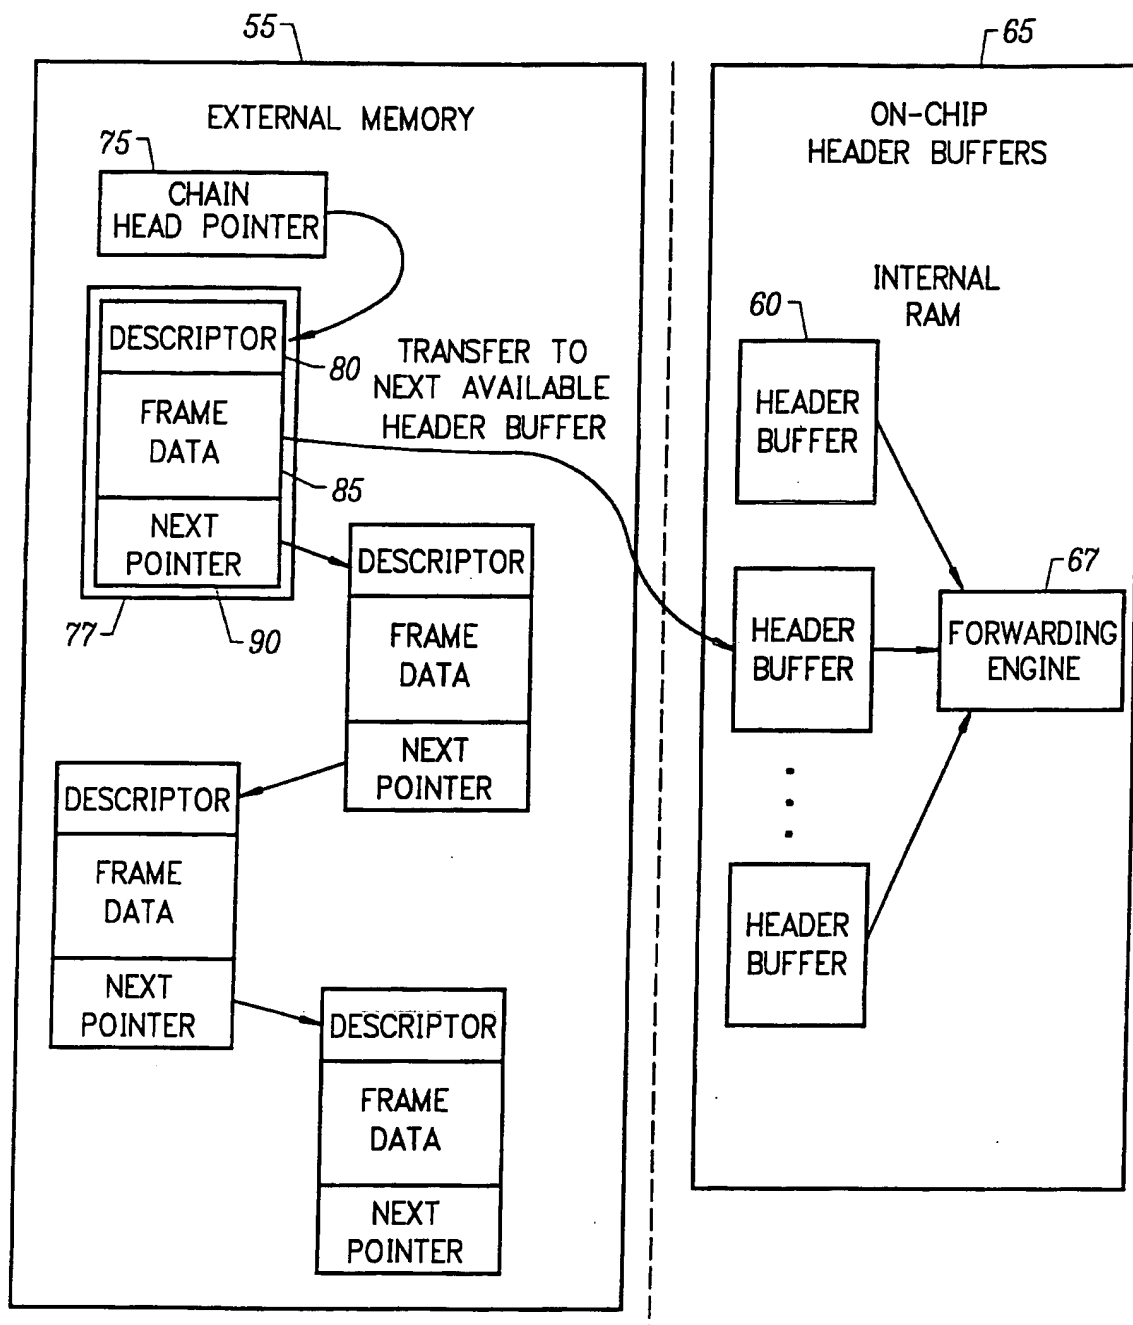 55
65
EXTERNAL MEMORY
75
CHAIN
HEAD POINTER
DESCRIPTOR
80
FRAME
DATA
85
NEXT
POINTER
77
90
TRANSFER TO
NEXT AVAILABLE
HEADER BUFFER
DESCRIPTOR
FRAME
DATA
NEXT
POINTER
DESCRIPTOR
FRAME
DATA
NEXT
POINTER
DESCRIPTOR
FRAME
DATA
NEXT
POINTER
ON-CHIP
HEADER BUFFERS
INTERNAL
RAM
60
HEADER
BUFFER
HEADER
BUFFER
67
FORWARDING
ENGINE
HEADER
BUFFER